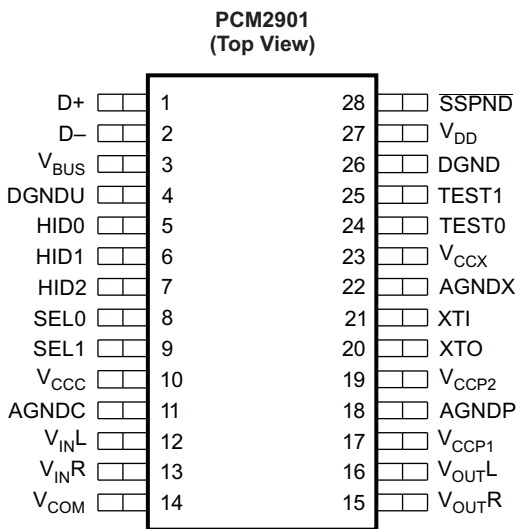 PCM2901
(Top View)
D+ 1 28 SSPND
D– 2 27 VDD
VBUS 3 26 DGND
DGNDU 4 25 TEST1
HID0 5 24 TEST0
HID1 6 23 VCCX
HID2 7 22 AGNDX
SEL0 8 21 XTI
SEL1 9 20 XTO
VCCC 10 19 VCCP2
AGNDC 11 18 AGNDP
VINL 12 17 VCCP1
VINR 13 16 VOUTL
VCOM 14 15 VOUTR